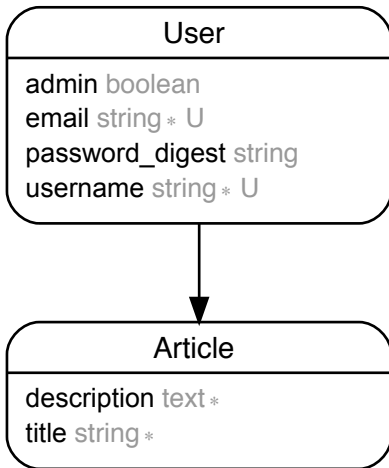 User
admin boolean
email string * U
password_digest string
username string * U
Article
description text *
title string *